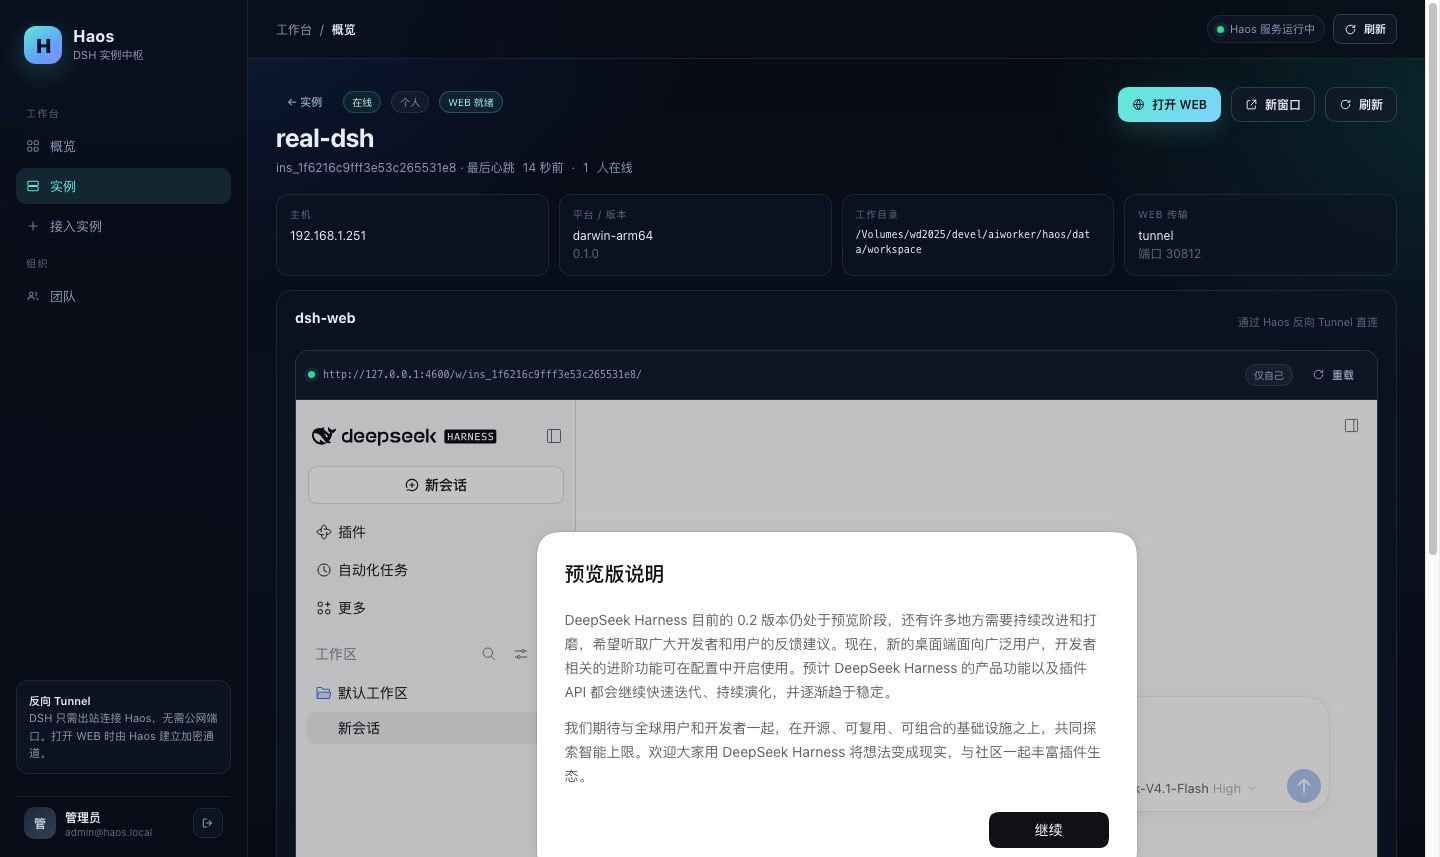 H
Haos
DSH 实例中枢
工作台
概览
实例
接入实例
组织
团队
反向 Tunnel
DSH 只需出站连接 Haos，无需公网端
口。打开 WEB 时由 Haos 建立加密通
道。
管
管理员
admin@haos.local
工作台 / 概览
Haos 服务运行中
刷新
← 实例
在线
个人
WEB 就绪
打开 WEB
新窗口
刷新
real-dsh
ins_1f6216c9fff3e53c265531e8 · 最后心跳 14 秒前 · 1 人在线
主机
192.168.1.251
平台 / 版本
darwin-arm64
0.1.0
工作目录
/Volumes/wd2025/devel/aiworker/haos/dat
a/workspace
WEB 传输
tunnel
端口 30812
dsh-web
通过 Haos 反向 Tunnel 直连
http://127.0.0.1:4600/w/ins_1f6216c9fff3e53c265531e8/
仅自己
重载
deepseek HARNESS
新会话
插件
自动化任务
更多
工作区
默认工作区
新会话
预览版说明
DeepSeek Harness 目前的 0.2 版本仍处于预览阶段，还有许多地方需要持续改进和打
磨，希望听取广大开发者和用户的反馈建议。现在，新的桌面端面向广泛用户，开发者
相关的进阶功能可在配置中开启使用。预计 DeepSeek Harness 的产品功能以及插件
API 都会继续快速迭代、持续演化，并逐渐趋于稳定。
我们期待与全球用户和开发者一起，在开源、可复用、可组合的基础设施之上，共同探
索智能上限。欢迎大家用 DeepSeek Harness 将想法变成现实，与社区一起丰富插件生
态。
继续
k-V4.1-Flash High